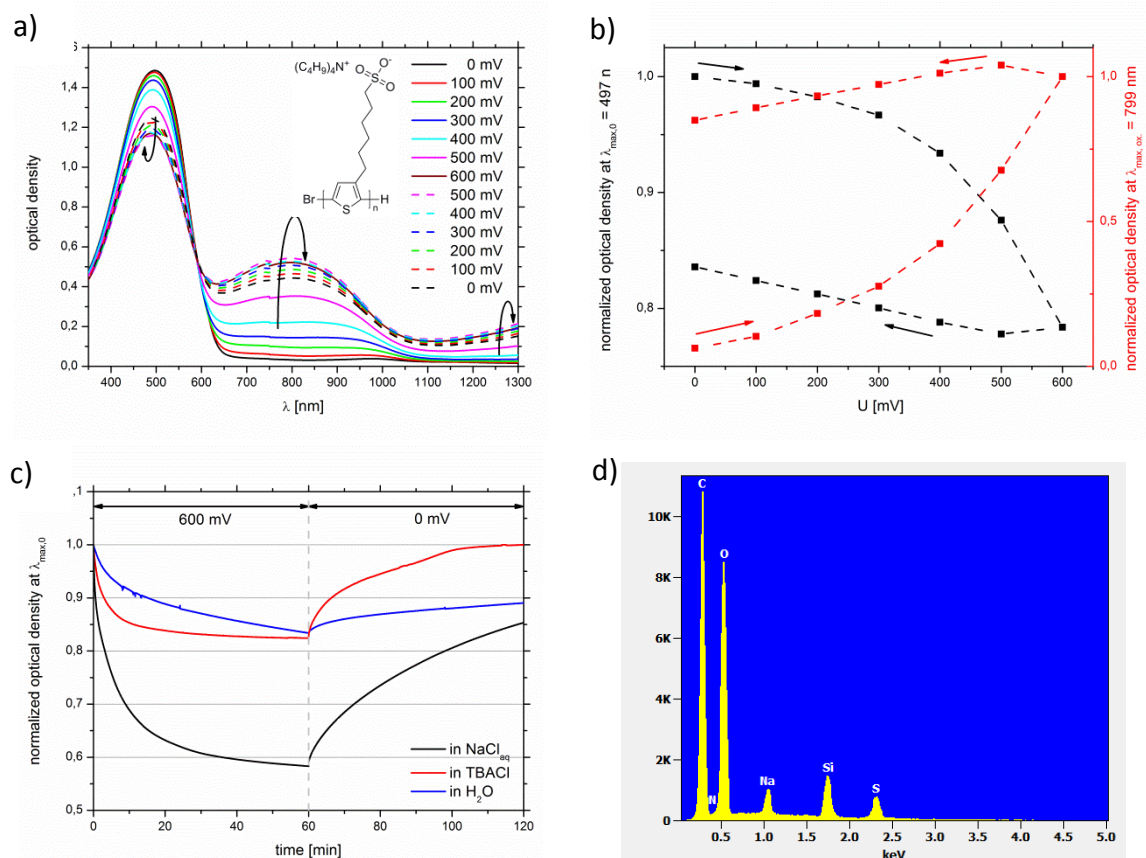 a)
optical density
1,6
1,4
1,2
1,0
0,8
0,6
0,4
0,2
0,0
400 500 600 700 800 900 1000 1100 1200 1300
λ [nm]
(C4H9)4N+
O O-
S
O
Br
S
n
H
0 mV
100 mV
200 mV
300 mV
400 mV
500 mV
600 mV
500 mV
400 mV
300 mV
200 mV
100 mV
0 mV
b)
normalized optical density at λmax,0 = 497 n
1,0
0,9
0,8
0 100 200 300 400 500 600
U [mV]
1,0
0,5
0,0
normalized optical density at λmax, ox. = 799 nm
c)
normalized optical density at λmax,0
,1
1,0
0,9
0,8
0,7
0,6
0,5
600 mV
0 mV
in NaClaq
in TBACl
in H2O
0 20 40 60 80 100 120
time [min]
d)
10K
8K
6K
4K
2K
0
C
N
O
Na
Si
S
0.5 1.0 1.5 2.0 2.5 3.0 3.5 4.0 4.5 5.0
keV